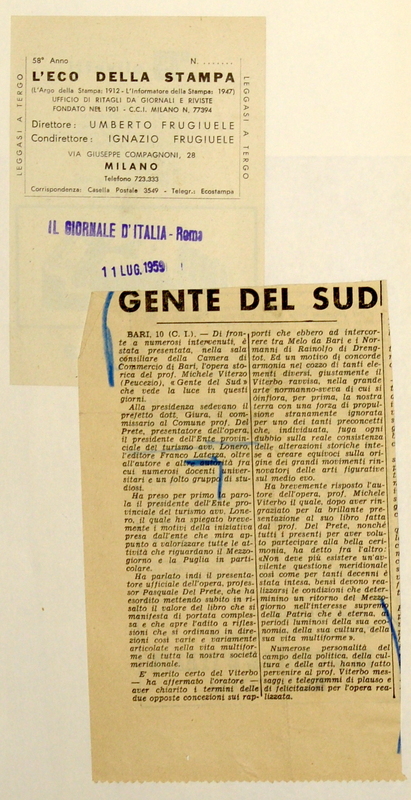 58° Anno N. .......
L'ECO DELLA STAMPA
(L'Argo della Stampa: 1912 - L'Informatore della Stampa: 1947)
UFFICIO DI RITAGLI DA GIORNALI E RIVISTE
FONDATO NEL 1901 - C.C.I. MILANO N. 77394
Direttore: UMBERTO FRUGIUELE
Condirettore: IGNAZIO FRUGIUELE
VIA GIUSEPPE COMPAGNONI, 28
MILANO
Telefono 723.333
Corrispondenza: Casella Postale 3549 - Telegr.: Ecostampa
LEGGASI A TERGO
LEGGASI A TERGO
IL GIORNALE D'ITALIA - Roma
11 LUG. 1959
GENTE DEL SUD
BARI, 10 (C. I.). — Di fron-
te a numerosi intervenuti, è
stata presentata, nella sala
consiliare della Camera di
Commercio di Bari, l'opera sto-
rica del prof. Michele Viterbo
(Peucezio), « Gente del Sud »
che vede la luce in questi
giorni.
Alla presidenza sedevano il
prefetto dott. Giura, il com-
missario al Comune prof. Del
Prete, presentatore dell'opera,
il presidente dell'Ente provin-
ciale del turismo avv. Lonero,
l'editore Franco Laterza, oltre
all'autore e altre autorità fra
cui numerosi docenti univer-
sitari e un folto gruppo di stu-
diosi.
Ha preso per primo la paro-
la il presidente dell'Ente pro-
vinciale del turismo avv. Lone-
ro, il quale ha spiegato breve-
mente i motivi della iniziativa
presa dall'ente che mira ap-
punto a valorizzare tutte le at-
tività che riguardano il Mezzo-
giorno e la Puglia in parti-
colare.
Ha parlato indi il presenta-
tore ufficiale dell'opera, profes-
sor Pasquale Del Prete, che ha
esordito mettendo subito in ri-
salto il valore del libro che si
manifesta di portata comples-
sa e che apre l'adito a rifles-
sioni che si ordinano in dire-
zioni così varie e variamente
articolate nella vita multifor-
me di tutta la nostra società
meridionale.
E' merito certo del Viterbo
— ha affermato l'oratore —
aver chiarito i termini delle
due opposte concezioni sui rap-
porti che ebbero ad intercor-
rere tra Melo da Bari e i Nor-
manni di Rainolfo di Dreng-
tot. Ed un motivo di concorde
armonia nel cozzo di tanti ele-
menti diversi, giustamente il
Viterbo ravvisa, nella grande
arte normanno-sveva di cui si
oinflora, per prima, la nostra
terra con una forza di propul-
sione stranamente ignorata
per uno dei tanti preconcetti
che, individuata, fuga ogni
dubbio sulla reale consistenza
delle alterazioni storiche inte-
se a creare equivoci sulla ori-
gine dei grandi movimenti rin-
novatori delle arti figurative
sul medio evo.
Ha brevemente risposto l'au-
tore dell'opera, prof. Michele
Viterbo il quale, dopo aver rin-
graziato per la brillante pre-
sentazione al suo libro fatta
dal prof. Del Prete, nonchè
tutti i presenti per aver volu-
to partecipare alla bella ceri-
monia, ha detto fra l'altro:
« Non deve più esistere un'av-
vilente questione meridionale
così come per tanti decenni è
stata intesa, bensì devono rea-
lizzarsi le condizioni che deter-
minino un ritorno del Mezzo-
giorno nell'interesse supremo
della Patria che è eterna, a
periodi luminosi della sua eco-
nomia, della sua cultura, della
sua vita multiforme ».
Numerose personalità del
campo della politica, della cul-
tura e delle arti, hanno fatto
pervenire al prof. Viterbo mes-
saggi e telegrammi di plauso e
di felicitazioni per l'opera rea-
lizzata.